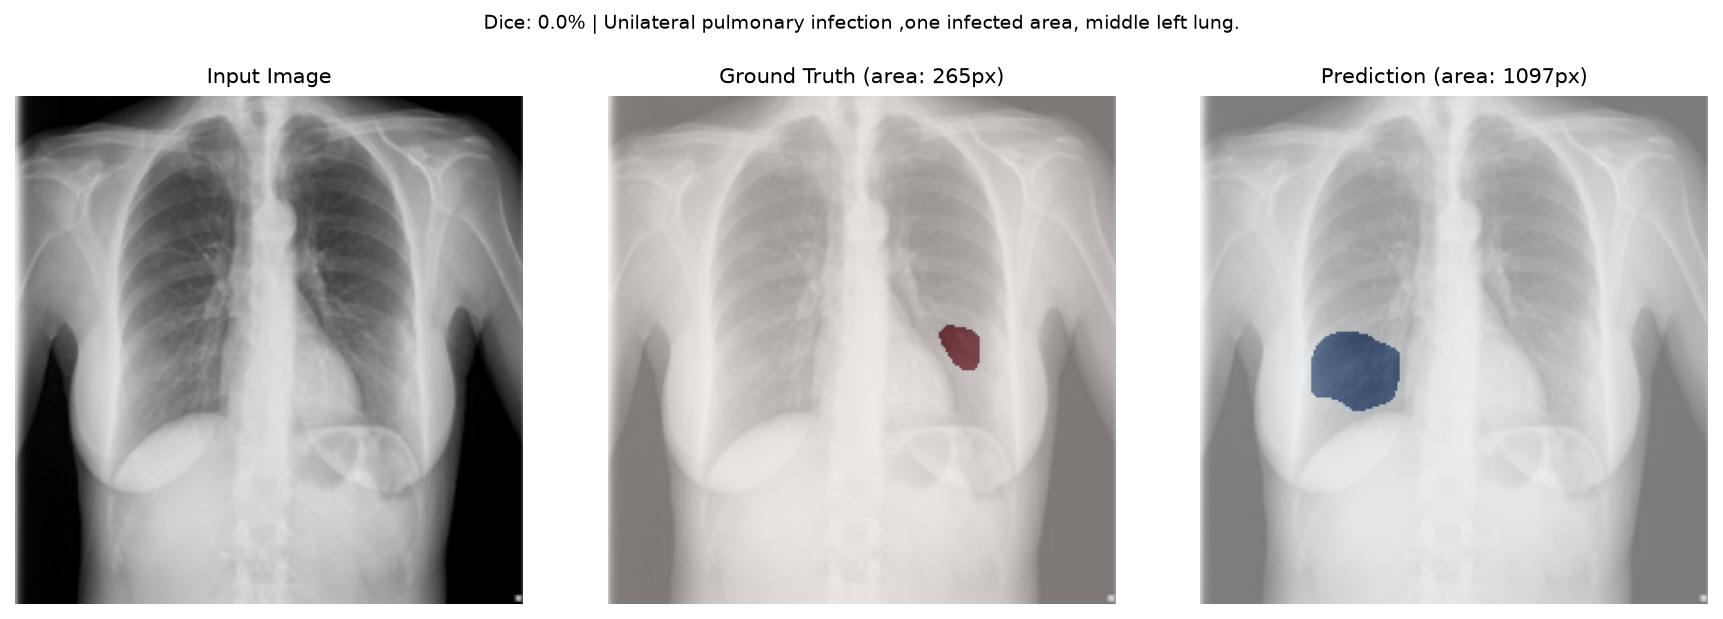 Dice: 0.0% | Unilateral pulmonary infection ,one infected area, middle left lung.
Input Image
Ground Truth (area: 265px)
Prediction (area: 1097px)